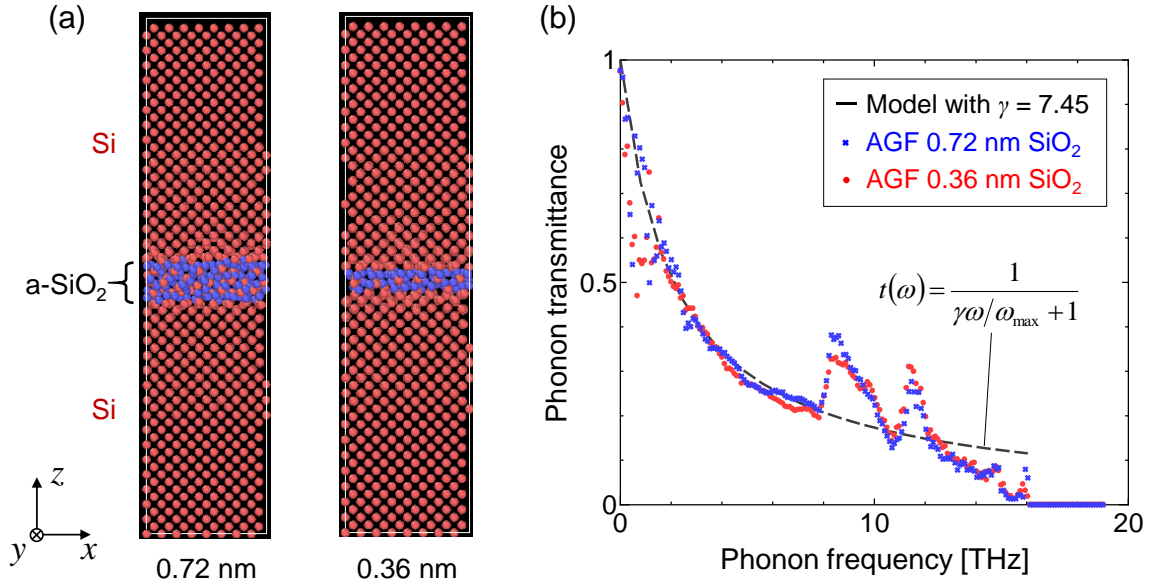 (a)
Si
a-SiO₂
Si
z
y
x
0.72 nm
0.36 nm
(b)
Phonon transmittance
1
0.5
0
0
10
20
Phonon frequency [THz]
Model with γ = 7.45
AGF 0.72 nm SiO₂
AGF 0.36 nm SiO₂
t(ω) = 1 / (γω/ω_max + 1)